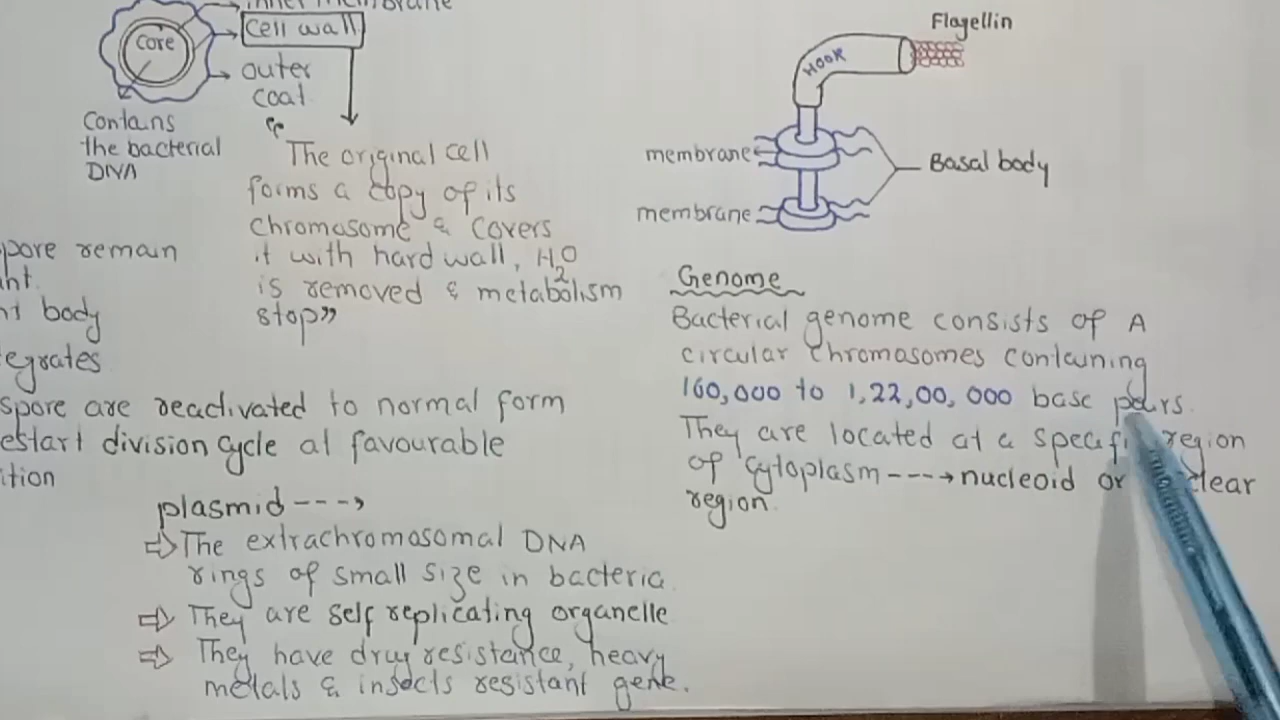 inner membrane
Core
Cell wall
outer
coat
Contains
the bacterial
DNA
The original cell
forms a copy of its
chromasome & covers
it with hard wall, H2O
is removed & metabolism
stop”
pore remain
body
spore are reactivated to normal form
estart division cycle at favourable
ition
plasmid --->
⇒ The extrachromosomal DNA
rings of small size in bacteria.
⇒ They are self replicating organelle
⇒ They have drug resistance, heavy
metals & insects resistant gene.
Flagellin
HOOK
membrane
Basal body
membrane
Genome
Bacterial genome consists of A
circular chromasomes containing
160,000 to 1,22,00,000 base pairs.
They are located at a region
of cytoplasm ----> nucleoid or
region.